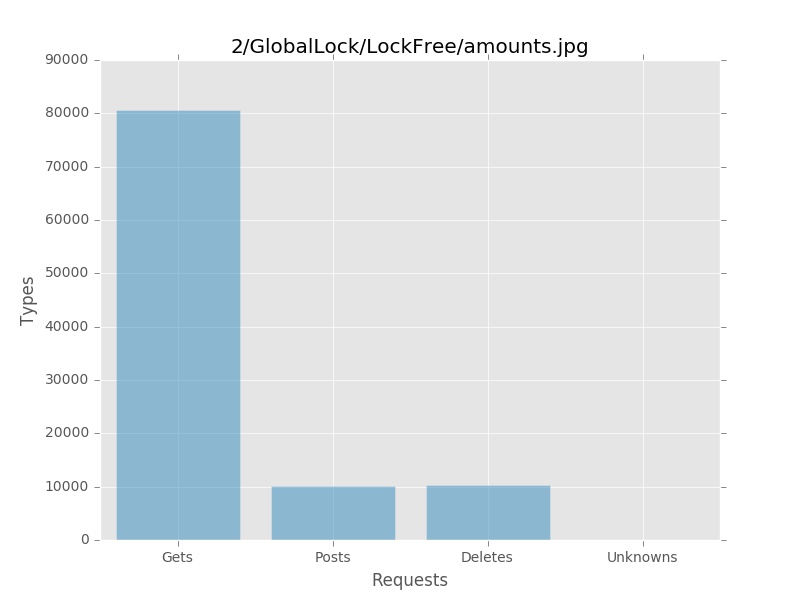 2/GlobalLock/LockFree/amounts.jpg
90000
80000
70000
60000
50000
40000
30000
20000
10000
0
Types
Gets Posts Deletes Unknowns
Requests